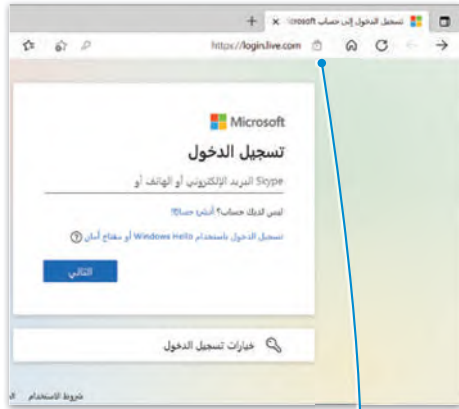 تسجيل الدخول إلى حساب Microsoft
https://login.live.com
Microsoft
تسجيل الدخول
البريد الإلكتروني أو الهاتف أو Skype
ليس لديك حساب؟ أنشئ حسابًا!
تسجيل الدخول باستخدام Windows Hello أو مفتاح أمان
التالي
خيارات تسجيل الدخول
شروط الاستخدام